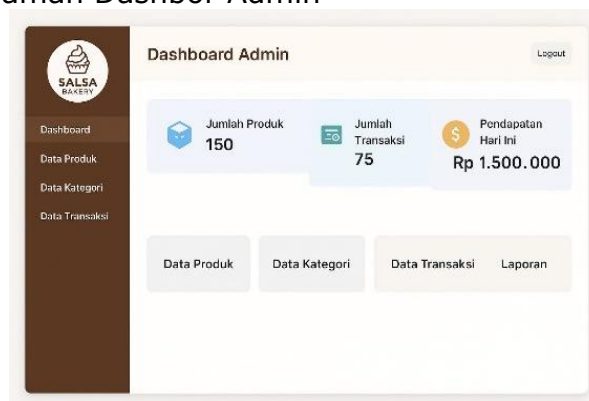 Dashboard Admin
Logout
SALSA
BAKERY
Dashboard
Data Produk
Data Kategori
Data Transaksi
Jumlah Produk
150
Jumlah
Transaksi
75
Pendapatan
Hari Ini
Rp 1.500.000
Data Produk
Data Kategori
Data Transaksi
Laporan